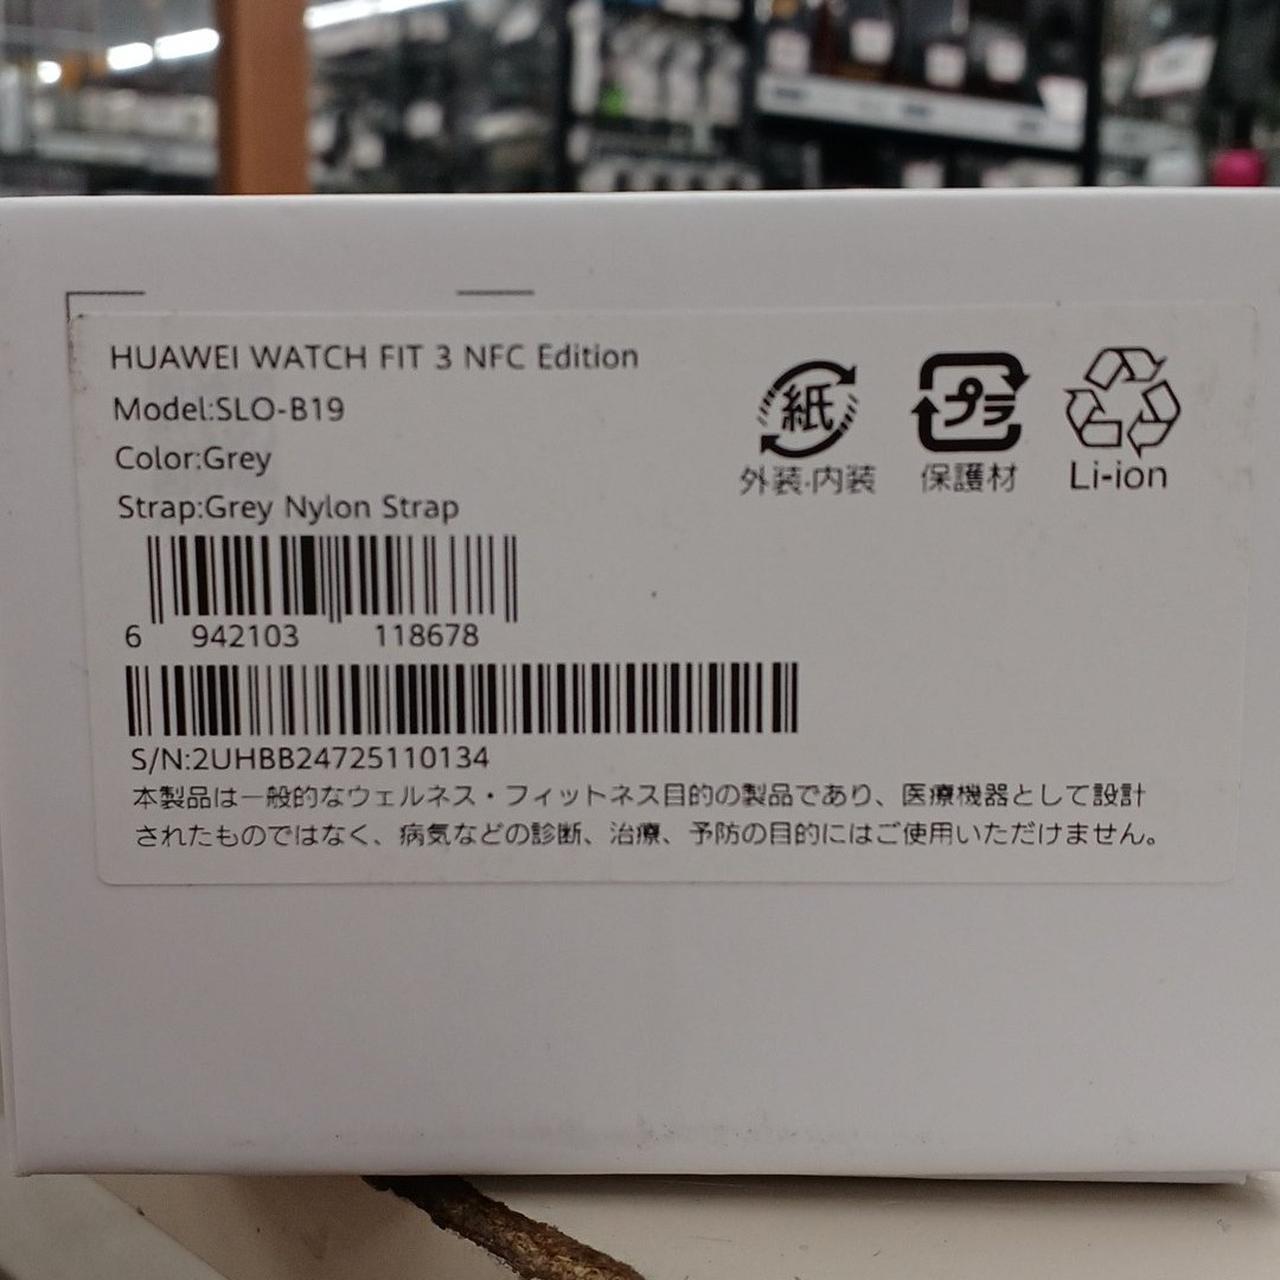 HUAWEI WATCH FIT 3 NFC Edition
Model:SLO-B19
Color:Grey
Strap:Grey Nylon Strap
紙
外装・内装
プラ
保護材
Li-ion
6 942103 118678
S/N:2UHBB24725110134
本製品は一般的なウェルネス・フィットネス目的の製品であり、医療機器として設計
されたものではなく、病気などの診断、治療、予防の目的にはご使用いただけません。